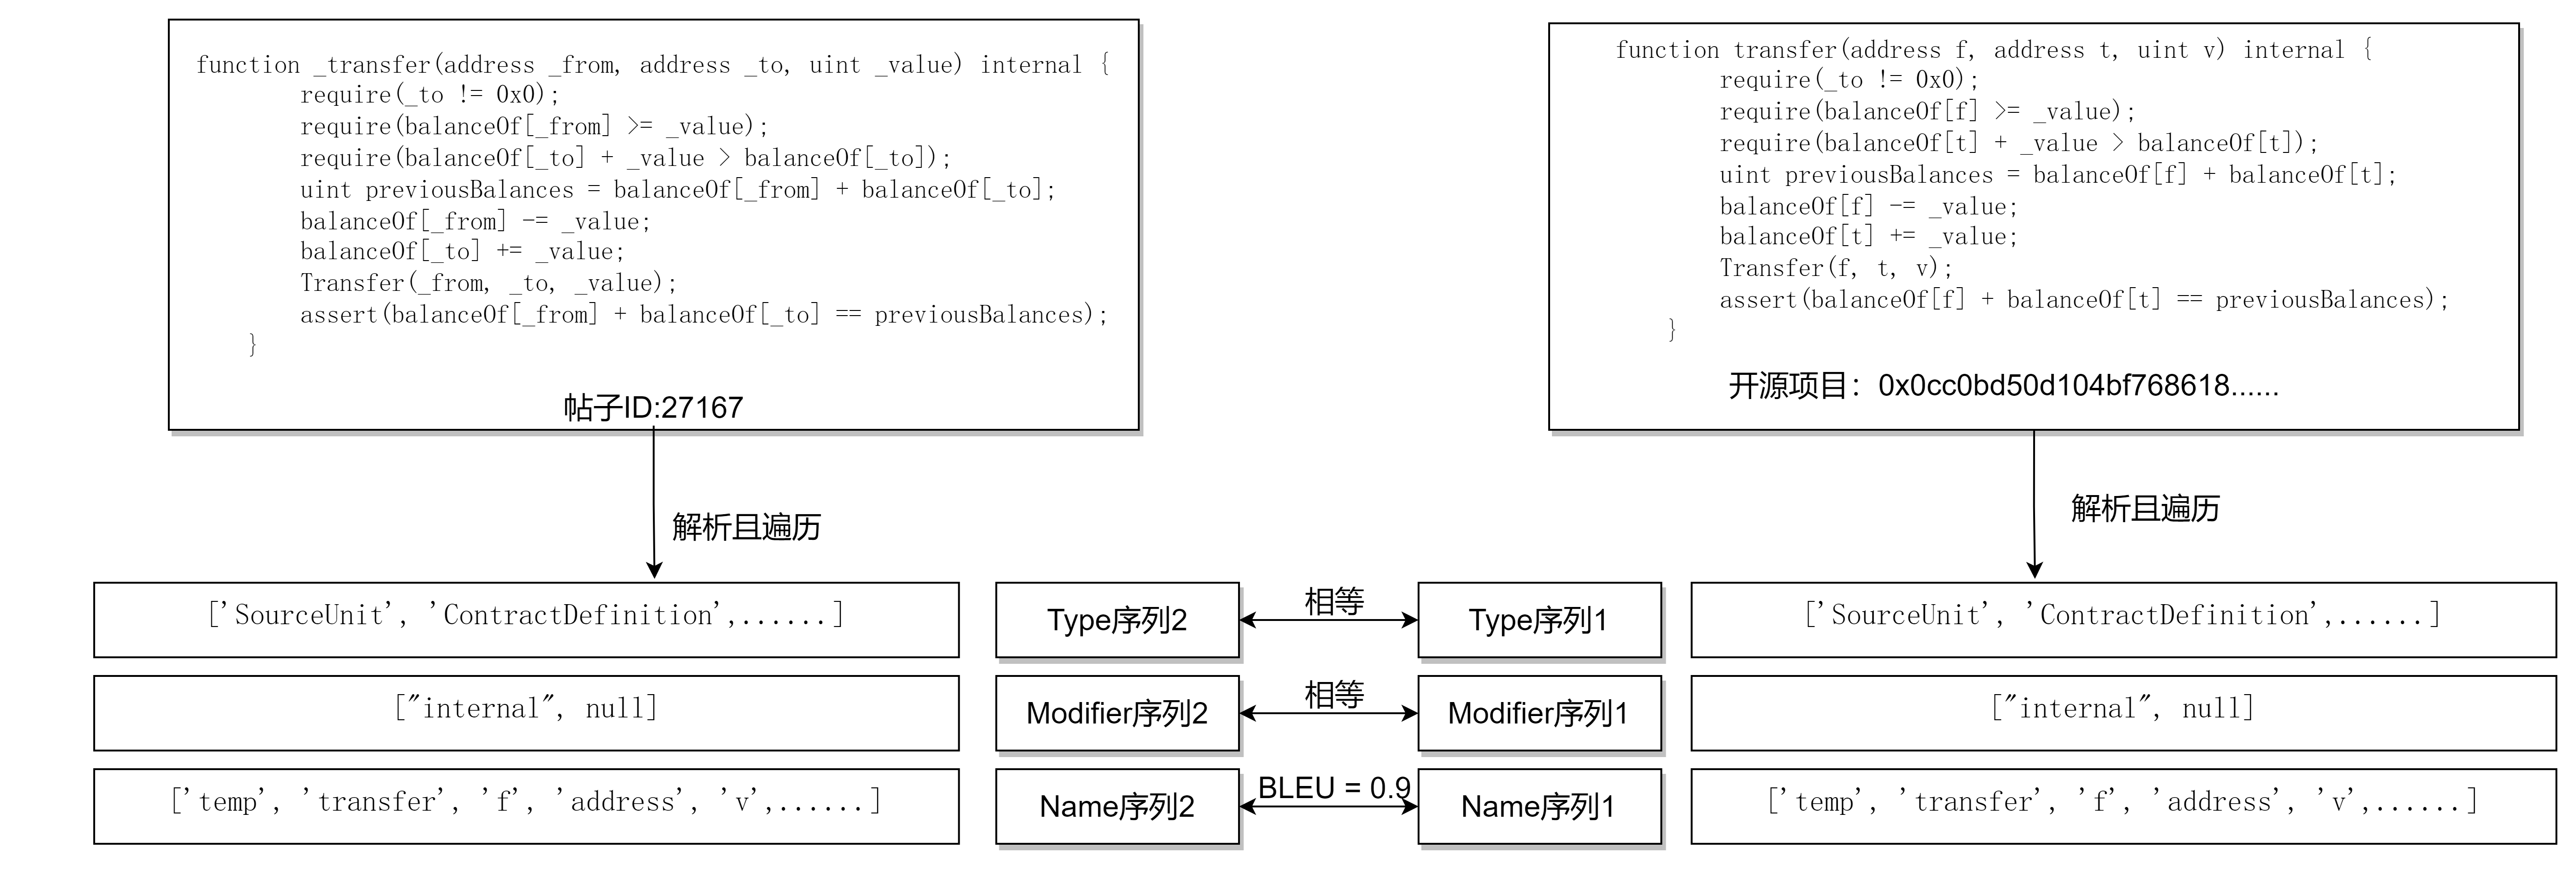 function _transfer(address _from, address _to, uint _value) internal {
require(_to != 0x0);
require(balanceOf[_from] >= _value);
require(balanceOf[_to] + _value > balanceOf[_to]);
uint previousBalances = balanceOf[_from] + balanceOf[_to];
balanceOf[_from] -= _value;
balanceOf[_to] += _value;
Transfer(_from, _to, _value);
assert(balanceOf[_from] + balanceOf[_to] == previousBalances);
}
帖子ID:27167
function transfer(address f, address t, uint v) internal {
require(_to != 0x0);
require(balanceOf[f] >= _value);
require(balanceOf[t] + _value > balanceOf[t]);
uint previousBalances = balanceOf[f] + balanceOf[t];
balanceOf[f] -= _value;
balanceOf[t] += _value;
Transfer(f, t, v);
assert(balanceOf[f] + balanceOf[t] == previousBalances);
}
开源项目：0x0cc0bd50d104bf768618......
解析且遍历
解析且遍历
['SourceUnit', 'ContractDefinition',......]
Type序列2
相等
Type序列1
['SourceUnit', 'ContractDefinition',......]
["internal", null]
Modifier序列2
相等
Modifier序列1
["internal", null]
['temp', 'transfer', 'f', 'address', 'v',......]
Name序列2
BLEU = 0.9
Name序列1
['temp', 'transfer', 'f', 'address', 'v',......]